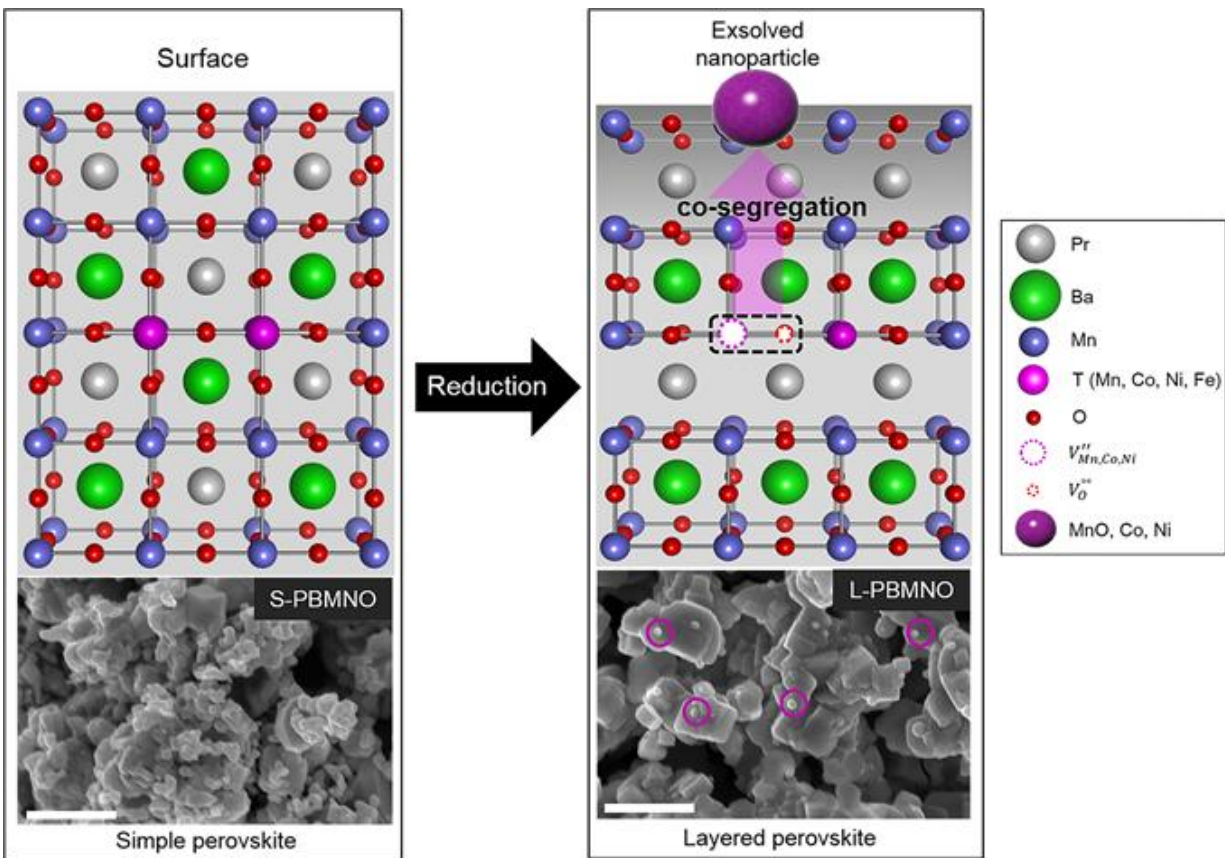 Surface
S-PBMNO
Simple perovskite
Reduction
Exsolved
nanoparticle
co-segregation
L-PBMNO
Layered perovskite
Pr
Ba
Mn
T (Mn, Co, Ni, Fe)
O
V''Mn,Co,Ni
V••O
MnO, Co, Ni